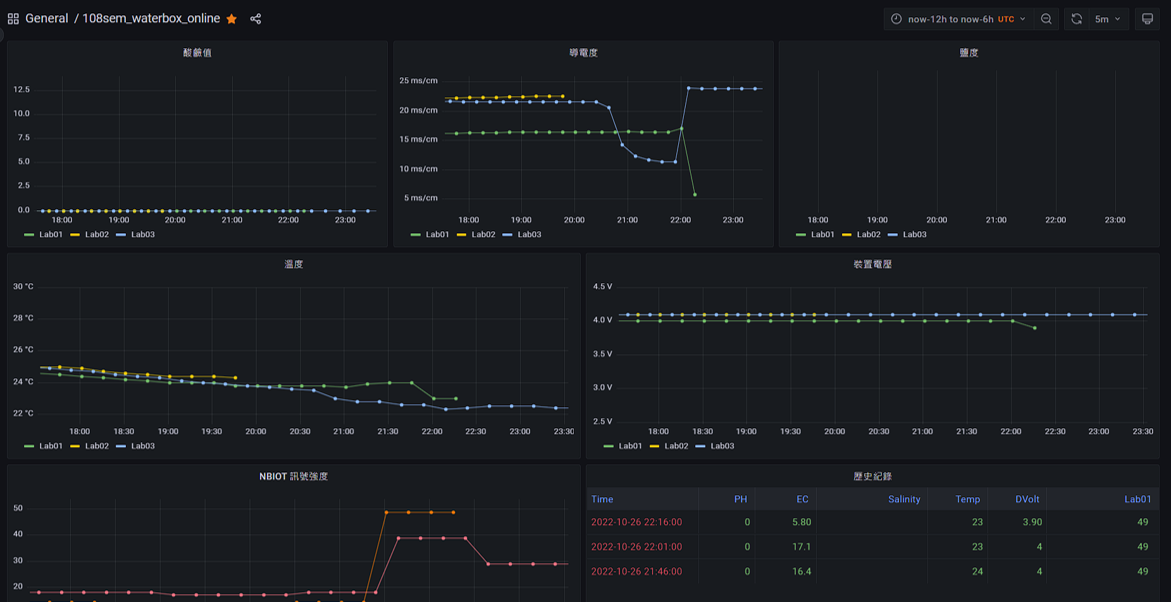 General / 108sem_waterbox_online
now-12h to now-6h UTC
5m
酸鹼值
12.5
10.0
7.5
5.0
2.5
0.0
18:00 19:00 20:00 21:00 22:00 23:00
Lab01 Lab02 Lab03
導電度
25 ms/cm
20 ms/cm
15 ms/cm
10 ms/cm
5 ms/cm
18:00 19:00 20:00 21:00 22:00 23:00
Lab01 Lab02 Lab03
鹽度
18:00 19:00 20:00 21:00 22:00 23:00
Lab01 Lab02 Lab03
溫度
30 °C
28 °C
26 °C
24 °C
22 °C
18:00 18:30 19:00 19:30 20:00 20:30 21:00 21:30 22:00 22:30 23:00 23:30
Lab01 Lab02 Lab03
裝置電壓
4.5 V
4.0 V
3.5 V
3.0 V
2.5 V
18:00 18:30 19:00 19:30 20:00 20:30 21:00 21:30 22:00 22:30 23:00 23:30
Lab01 Lab02 Lab03
NBIOT 訊號強度
50
40
30
20
歷史紀錄
Time PH EC Salinity Temp DVolt Lab01
2022-10-26 22:16:00 0 5.80 23 3.90 49
2022-10-26 22:01:00 0 17.1 23 4 49
2022-10-26 21:46:00 0 16.4 24 4 49